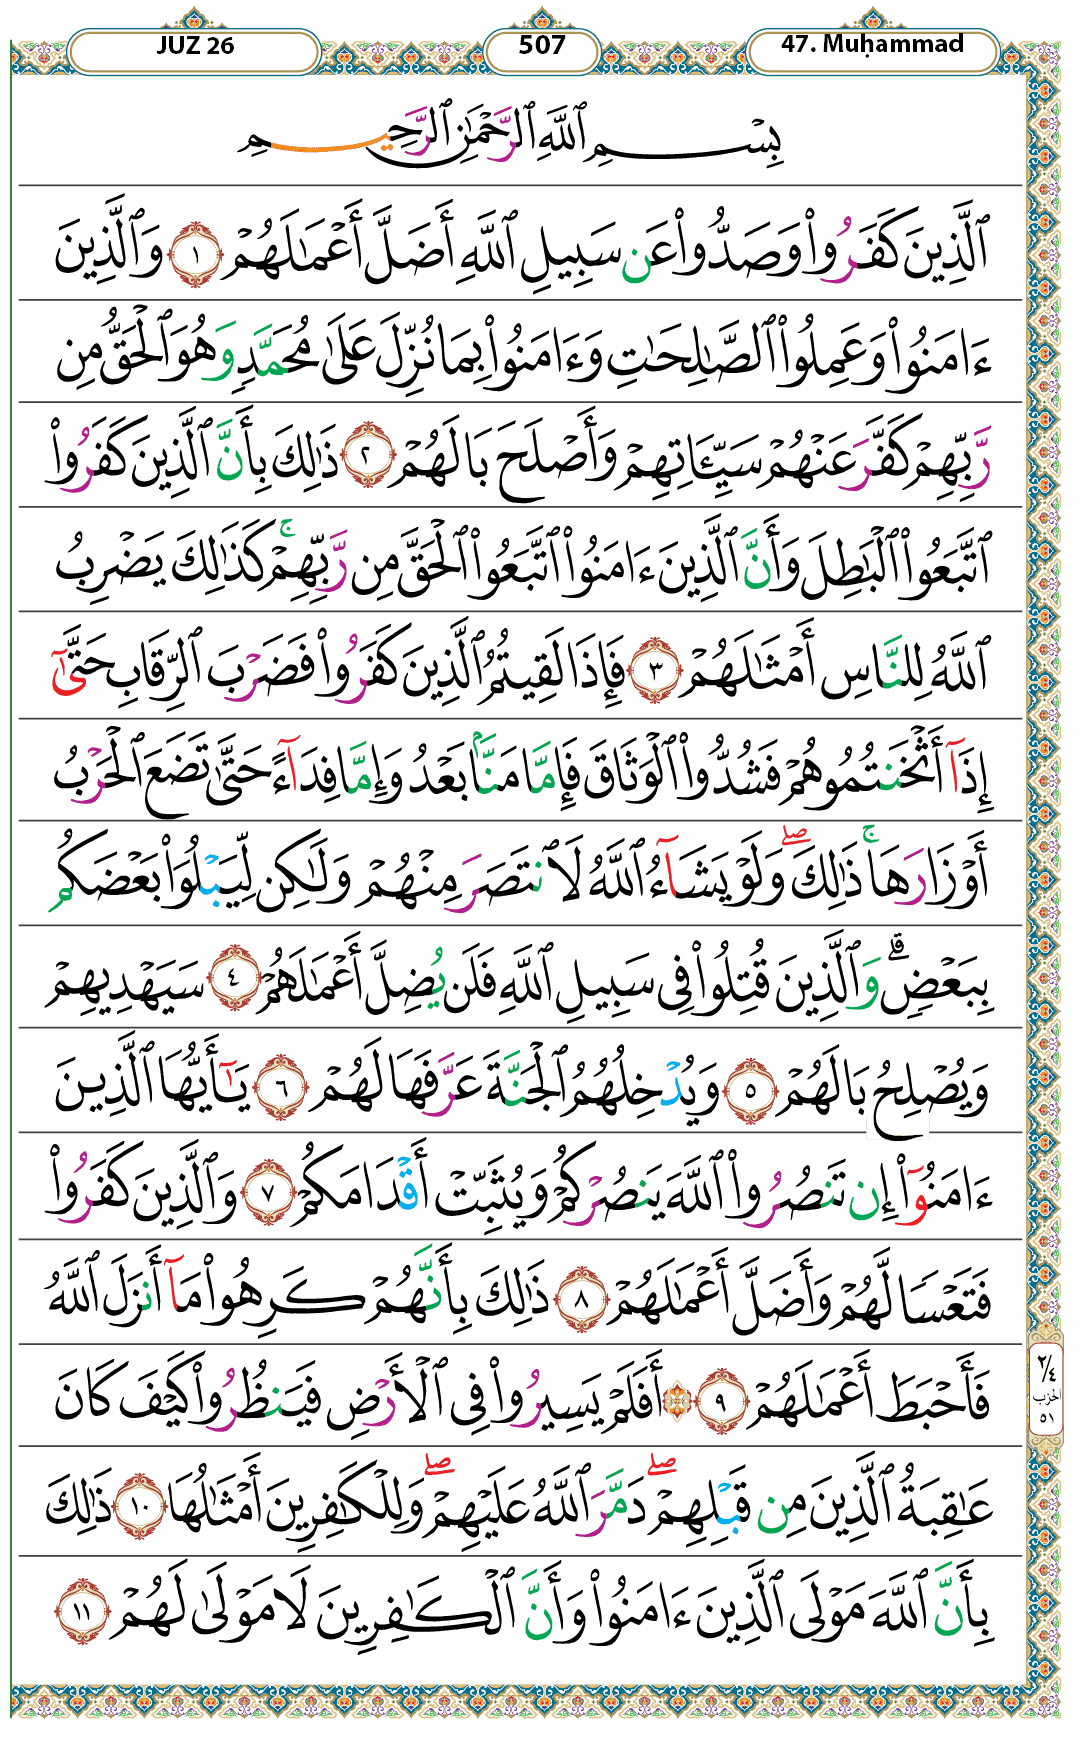 JUZ 26
507
47. Muḥammad
بِسْمِ ٱللَّهِ ٱلرَّحْمَٰنِ ٱلرَّحِيمِ
ٱلَّذِينَ كَفَرُوا۟ وَصَدُّوا۟ عَن سَبِيلِ ٱللَّهِ أَضَلَّ أَعْمَٰلَهُمْ ١ وَٱلَّذِينَ
ءَامَنُوا۟ وَعَمِلُوا۟ ٱلصَّٰلِحَٰتِ وَءَامَنُوا۟ بِمَا نُزِّلَ عَلَىٰ مُحَمَّدٍ وَهُوَ ٱلْحَقُّ مِن
رَّبِّهِمْ كَفَّرَ عَنْهُمْ سَيِّـَٔاتِهِمْ وَأَصْلَحَ بَالَهُمْ ٢ ذَٰلِكَ بِأَنَّ ٱلَّذِينَ كَفَرُوا۟
ٱتَّبَعُوا۟ ٱلْبَٰطِلَ وَأَنَّ ٱلَّذِينَ ءَامَنُوا۟ ٱتَّبَعُوا۟ ٱلْحَقَّ مِن رَّبِّهِمْ ۚ كَذَٰلِكَ يَضْرِبُ
ٱللَّهُ لِلنَّاسِ أَمْثَٰلَهُمْ ٣ فَإِذَا لَقِيتُمُ ٱلَّذِينَ كَفَرُوا۟ فَضَرْبَ ٱلرِّقَابِ حَتَّىٰٓ
إِذَآ أَثْخَنتُمُوهُمْ فَشُدُّوا۟ ٱلْوَثَاقَ فَإِمَّا مَنًّۢا بَعْدُ وَإِمَّا فِدَآءً حَتَّىٰ تَضَعَ ٱلْحَرْبُ
أَوْزَارَهَا ۚ ذَٰلِكَ ۖ وَلَوْ يَشَآءُ ٱللَّهُ لَٱنتَصَرَ مِنْهُمْ وَلَٰكِن لِّيَبْلُوَا۟ بَعْضَكُم
بِبَعْضٍ ۗ وَٱلَّذِينَ قُتِلُوا۟ فِى سَبِيلِ ٱللَّهِ فَلَن يُضِلَّ أَعْمَٰلَهُمْ ٤ سَيَهْدِيهِمْ
وَيُصْلِحُ بَالَهُمْ ٥ وَيُدْخِلُهُمُ ٱلْجَنَّةَ عَرَّفَهَا لَهُمْ ٦ يَٰٓأَيُّهَا ٱلَّذِينَ
ءَامَنُوٓا۟ إِن تَنصُرُوا۟ ٱللَّهَ يَنصُرْكُمْ وَيُثَبِّتْ أَقْدَامَكُمْ ٧ وَٱلَّذِينَ كَفَرُوا۟
فَتَعْسًا لَّهُمْ وَأَضَلَّ أَعْمَٰلَهُمْ ٨ ذَٰلِكَ بِأَنَّهُمْ كَرِهُوا۟ مَآ أَنزَلَ ٱللَّهُ
فَأَحْبَطَ أَعْمَٰلَهُمْ ٩ ۞ أَفَلَمْ يَسِيرُوا۟ فِى ٱلْأَرْضِ فَيَنظُرُوا۟ كَيْفَ كَانَ
عَٰقِبَةُ ٱلَّذِينَ مِن قَبْلِهِمْ ۖ دَمَّرَ ٱللَّهُ عَلَيْهِمْ ۖ وَلِلْكَٰفِرِينَ أَمْثَٰلُهَا ١٠ ذَٰلِكَ
بِأَنَّ ٱللَّهَ مَوْلَى ٱلَّذِينَ ءَامَنُوا۟ وَأَنَّ ٱلْكَٰفِرِينَ لَا مَوْلَىٰ لَهُمْ ١١
٢/٤
الحزب
٥١